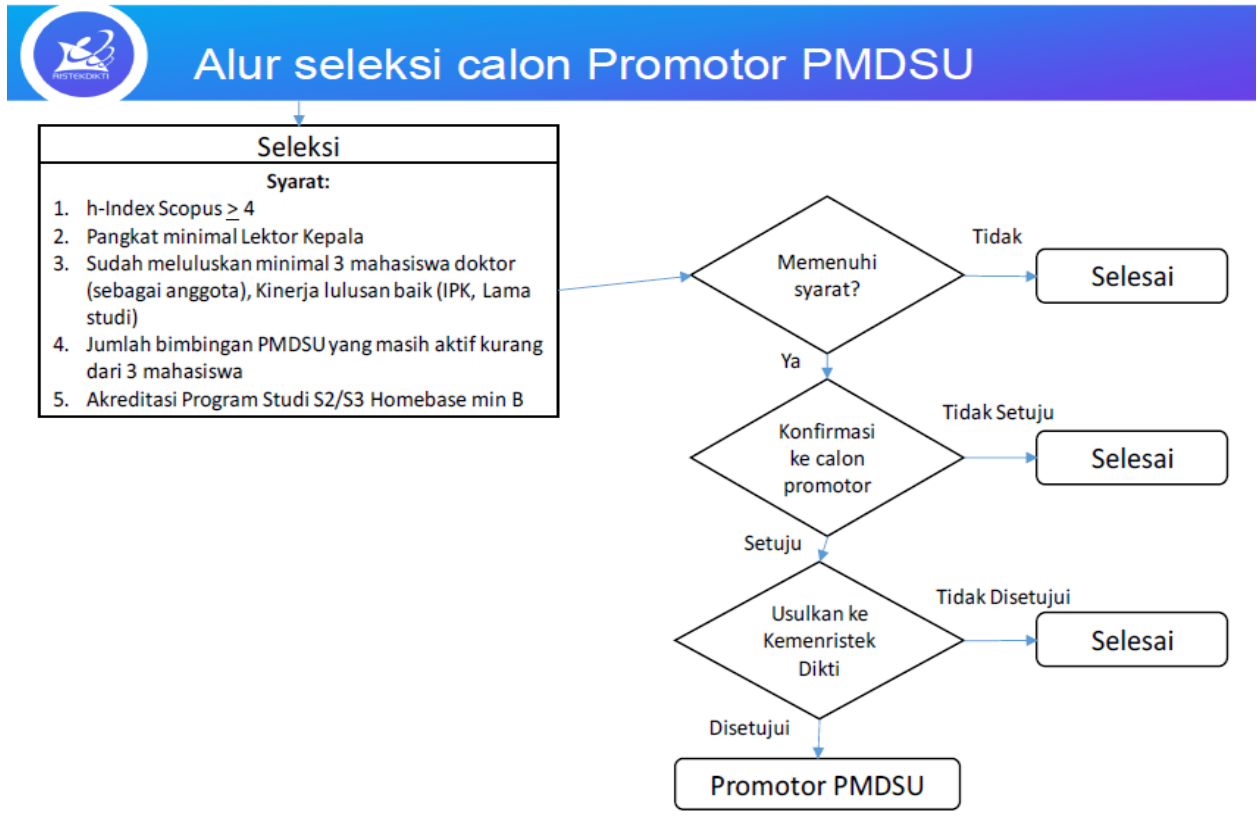 RISTEKDIKTI
Alur seleksi calon Promotor PMDSU
Seleksi
Syarat:
1. h-Index Scopus ≥ 4
2. Pangkat minimal Lektor Kepala
3. Sudah meluluskan minimal 3 mahasiswa doktor
(sebagai anggota), Kinerja lulusan baik (IPK, Lama
studi)
4. Jumlah bimbingan PMDSU yang masih aktif kurang
dari 3 mahasiswa
5. Akreditasi Program Studi S2/S3 Homebase min B
Memenuhi
syarat?
Tidak
Selesai
Ya
Konfirmasi
ke calon
promotor
Tidak Setuju
Selesai
Setuju
Usulkan ke
Kemenristek
Dikti
Tidak Disetujui
Selesai
Disetujui
Promotor PMDSU